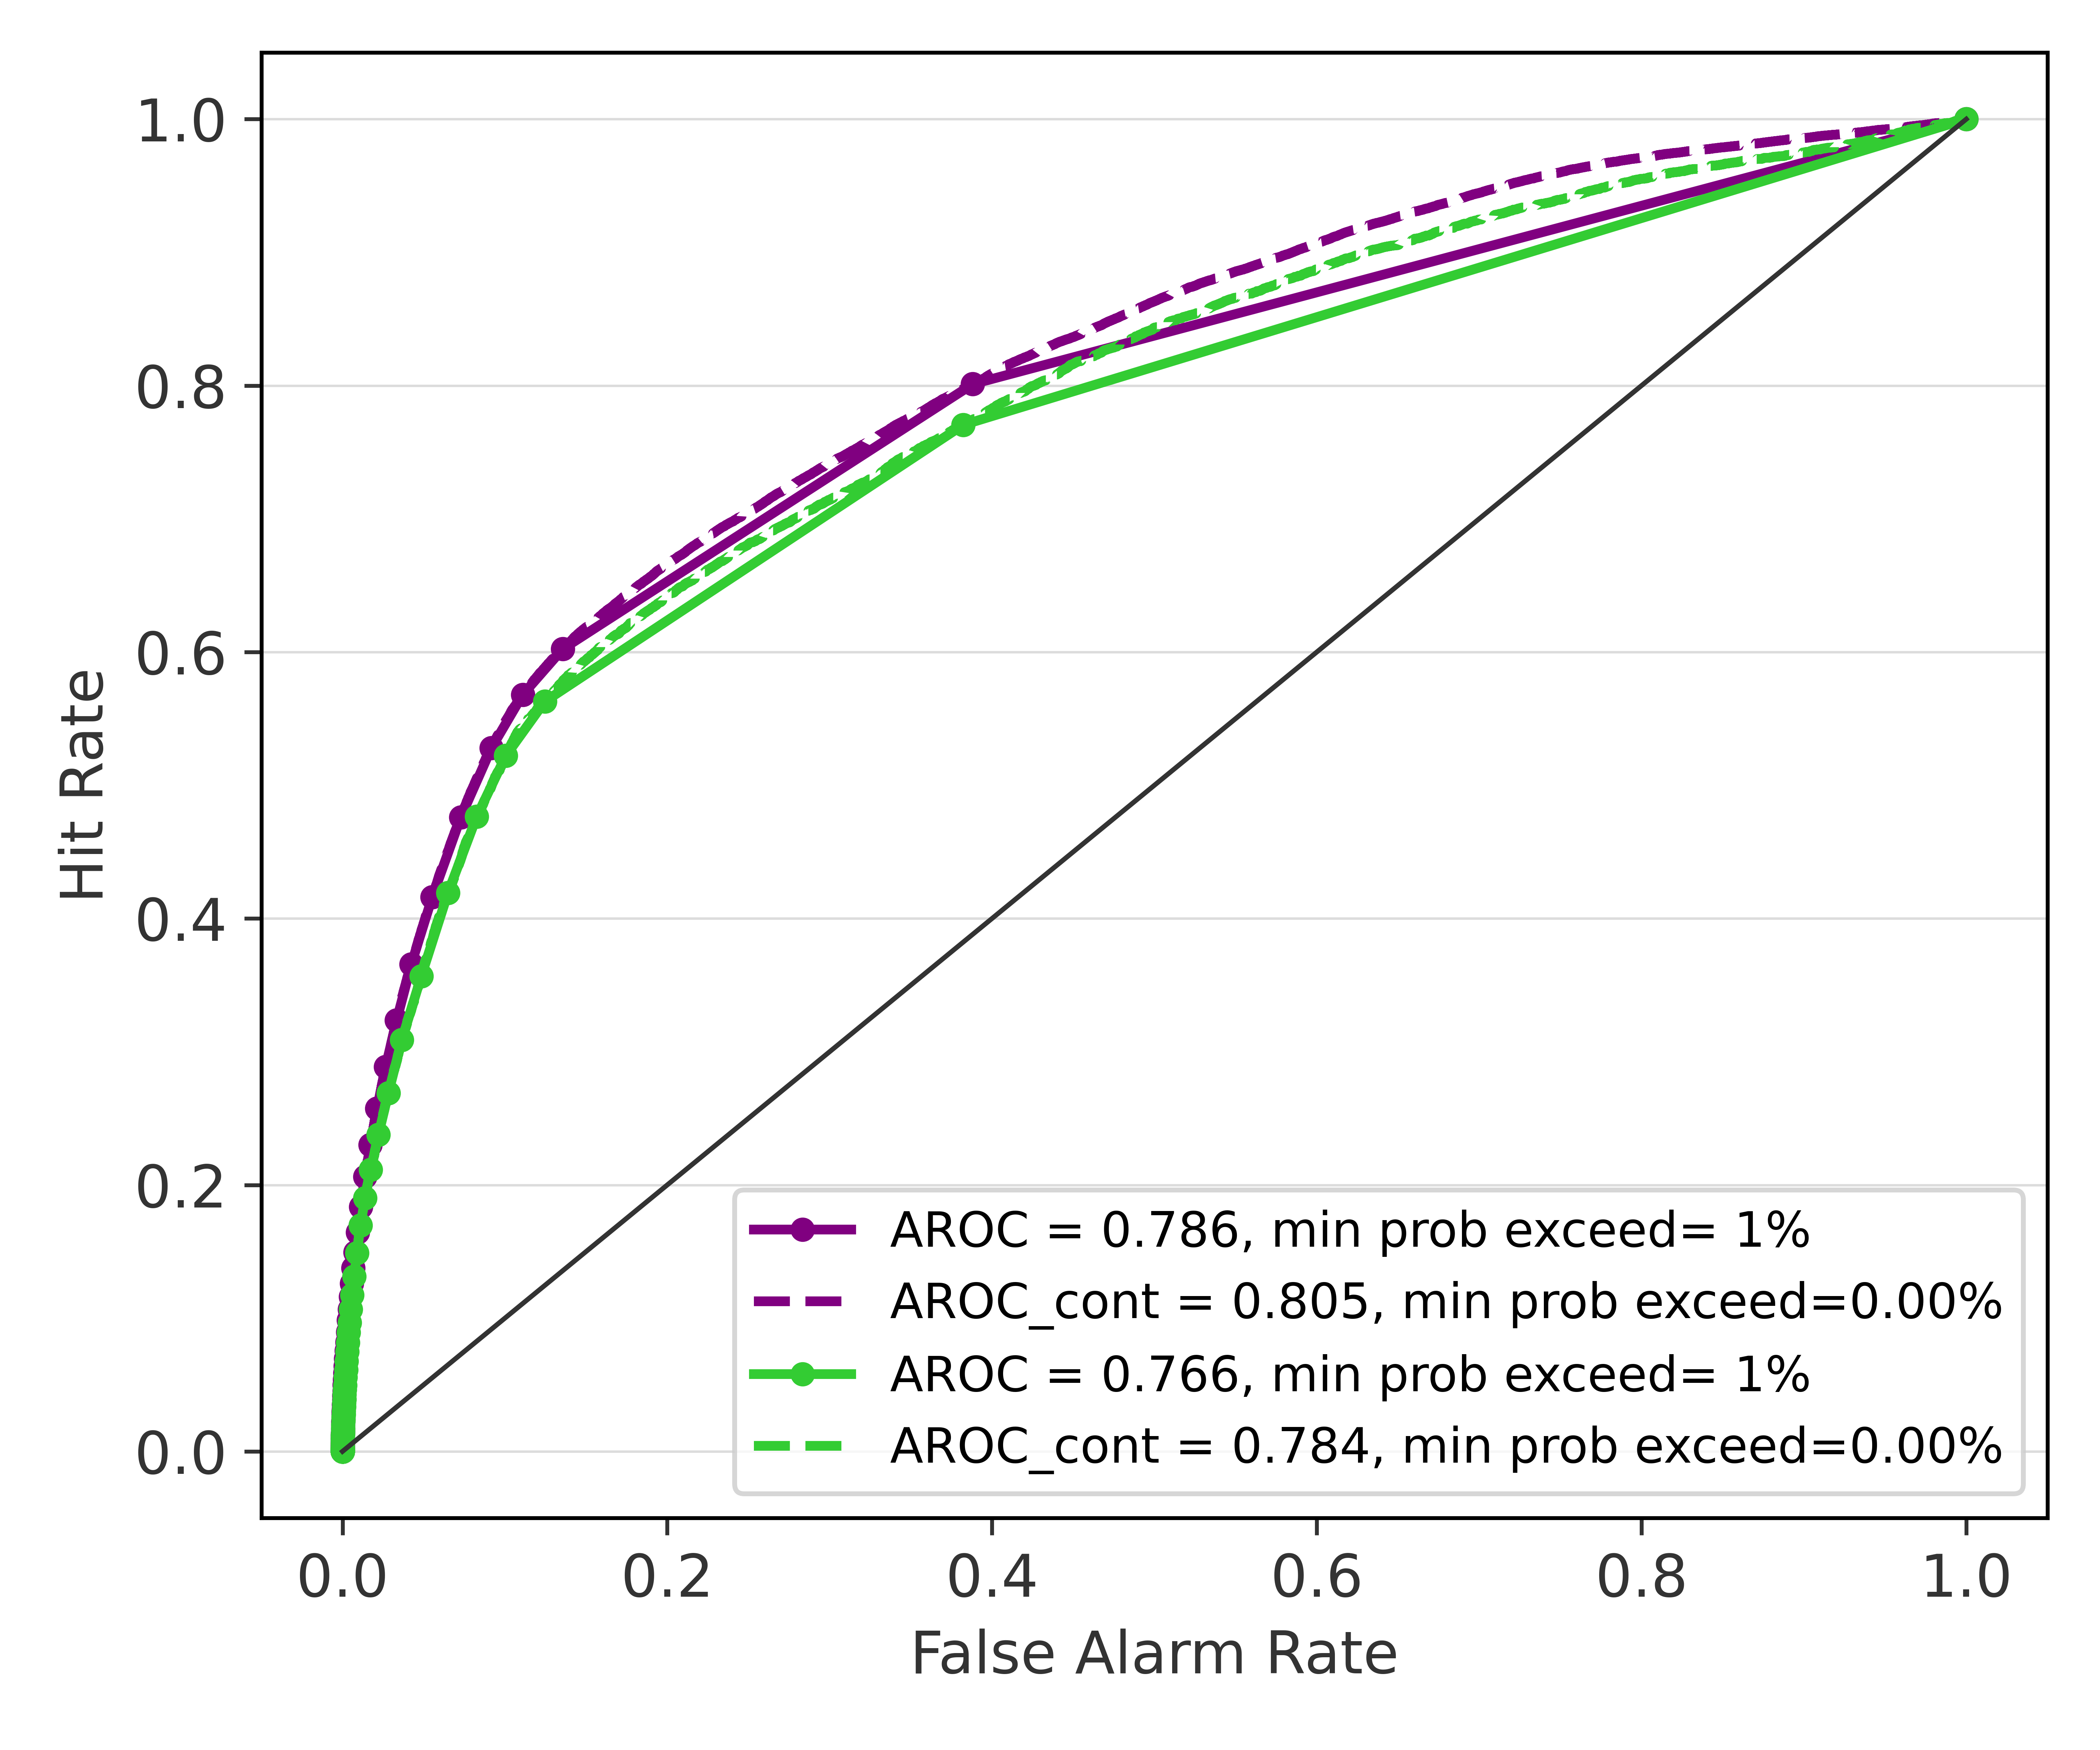 1.0
0.8
0.6
0.4
0.2
0.0
Hit Rate
AROC = 0.786, min prob exceed= 1%
AROC_cont = 0.805, min prob exceed=0.00%
AROC = 0.766, min prob exceed= 1%
AROC_cont = 0.784, min prob exceed=0.00%
0.0 0.2 0.4 0.6 0.8 1.0
False Alarm Rate